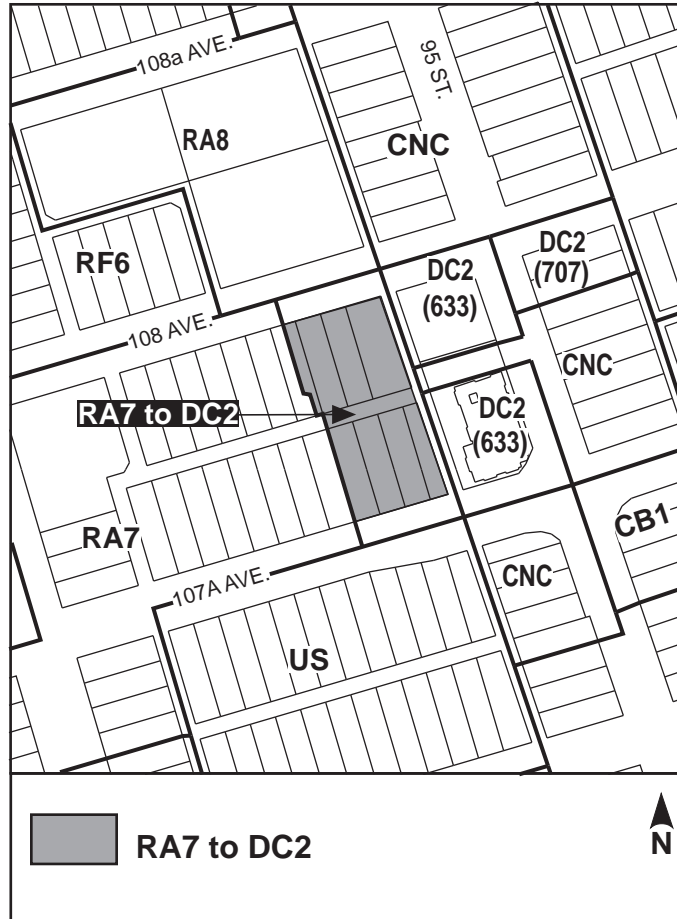 108a AVE.
95 ST.
RA8
CNC
RF6
DC2
(707)
DC2
(633)
108 AVE.
CNC
RA7 to DC2
DC2
(633)
RA7
CB1
107A AVE.
CNC
US
RA7 to DC2
N